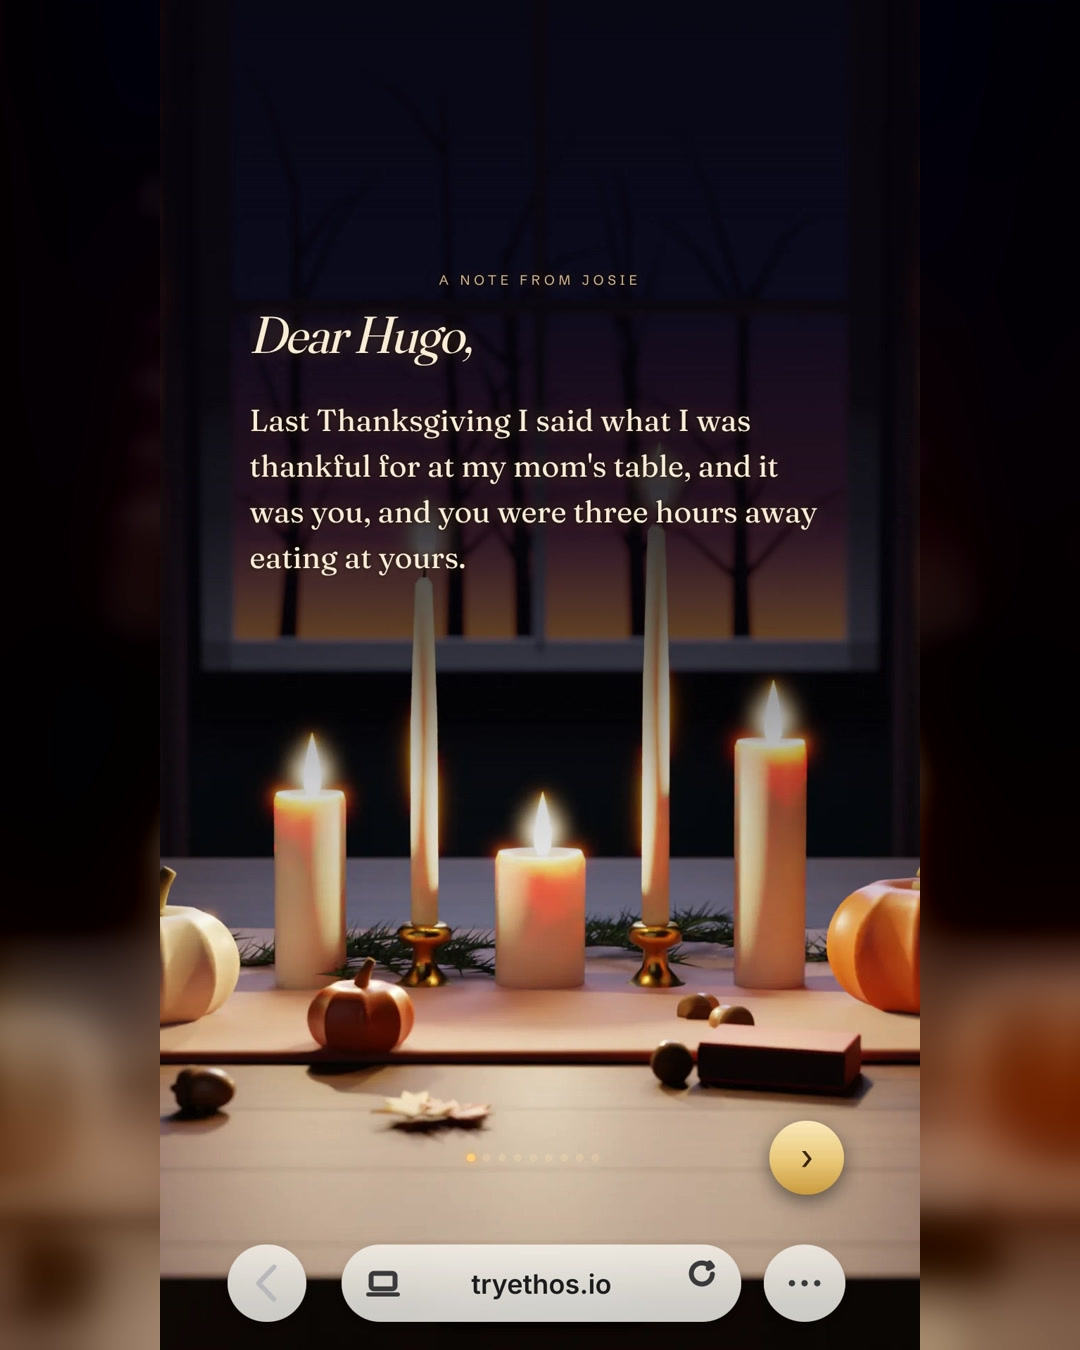 A NOTE FROM JOSIE
Dear Hugo,
Last Thanksgiving I said what I was
thankful for at my mom's table, and it
was you, and you were three hours away
eating at yours.
›
tryethos.io